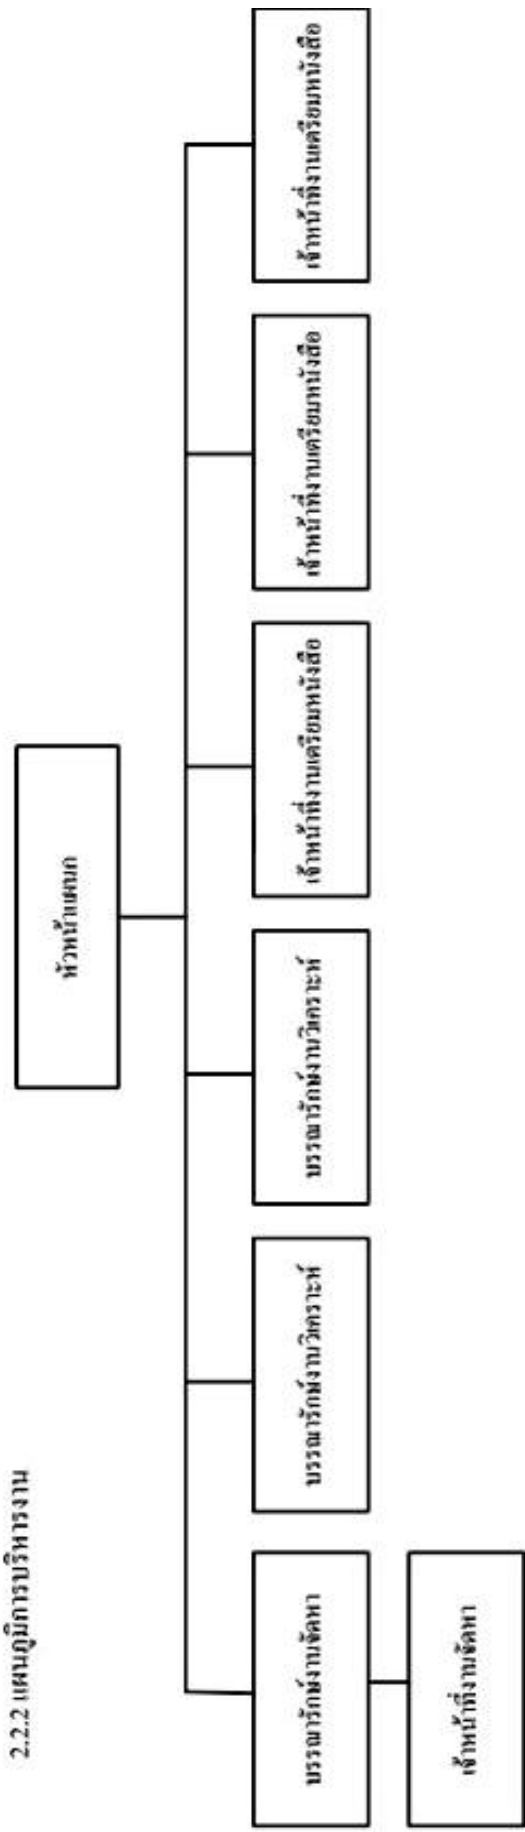 2.2.2 แผนภูมิการบริหารงาน
หัวหน้าแผนก
บรรณารักษ์งานจัดหา
บรรณารักษ์งานวิเคราะห์
บรรณารักษ์งานวิเคราะห์
เจ้าหน้าที่งานเตรียมหนังสือ
เจ้าหน้าที่งานเตรียมหนังสือ
เจ้าหน้าที่งานเตรียมหนังสือ
เจ้าหน้าที่งานจัดหา